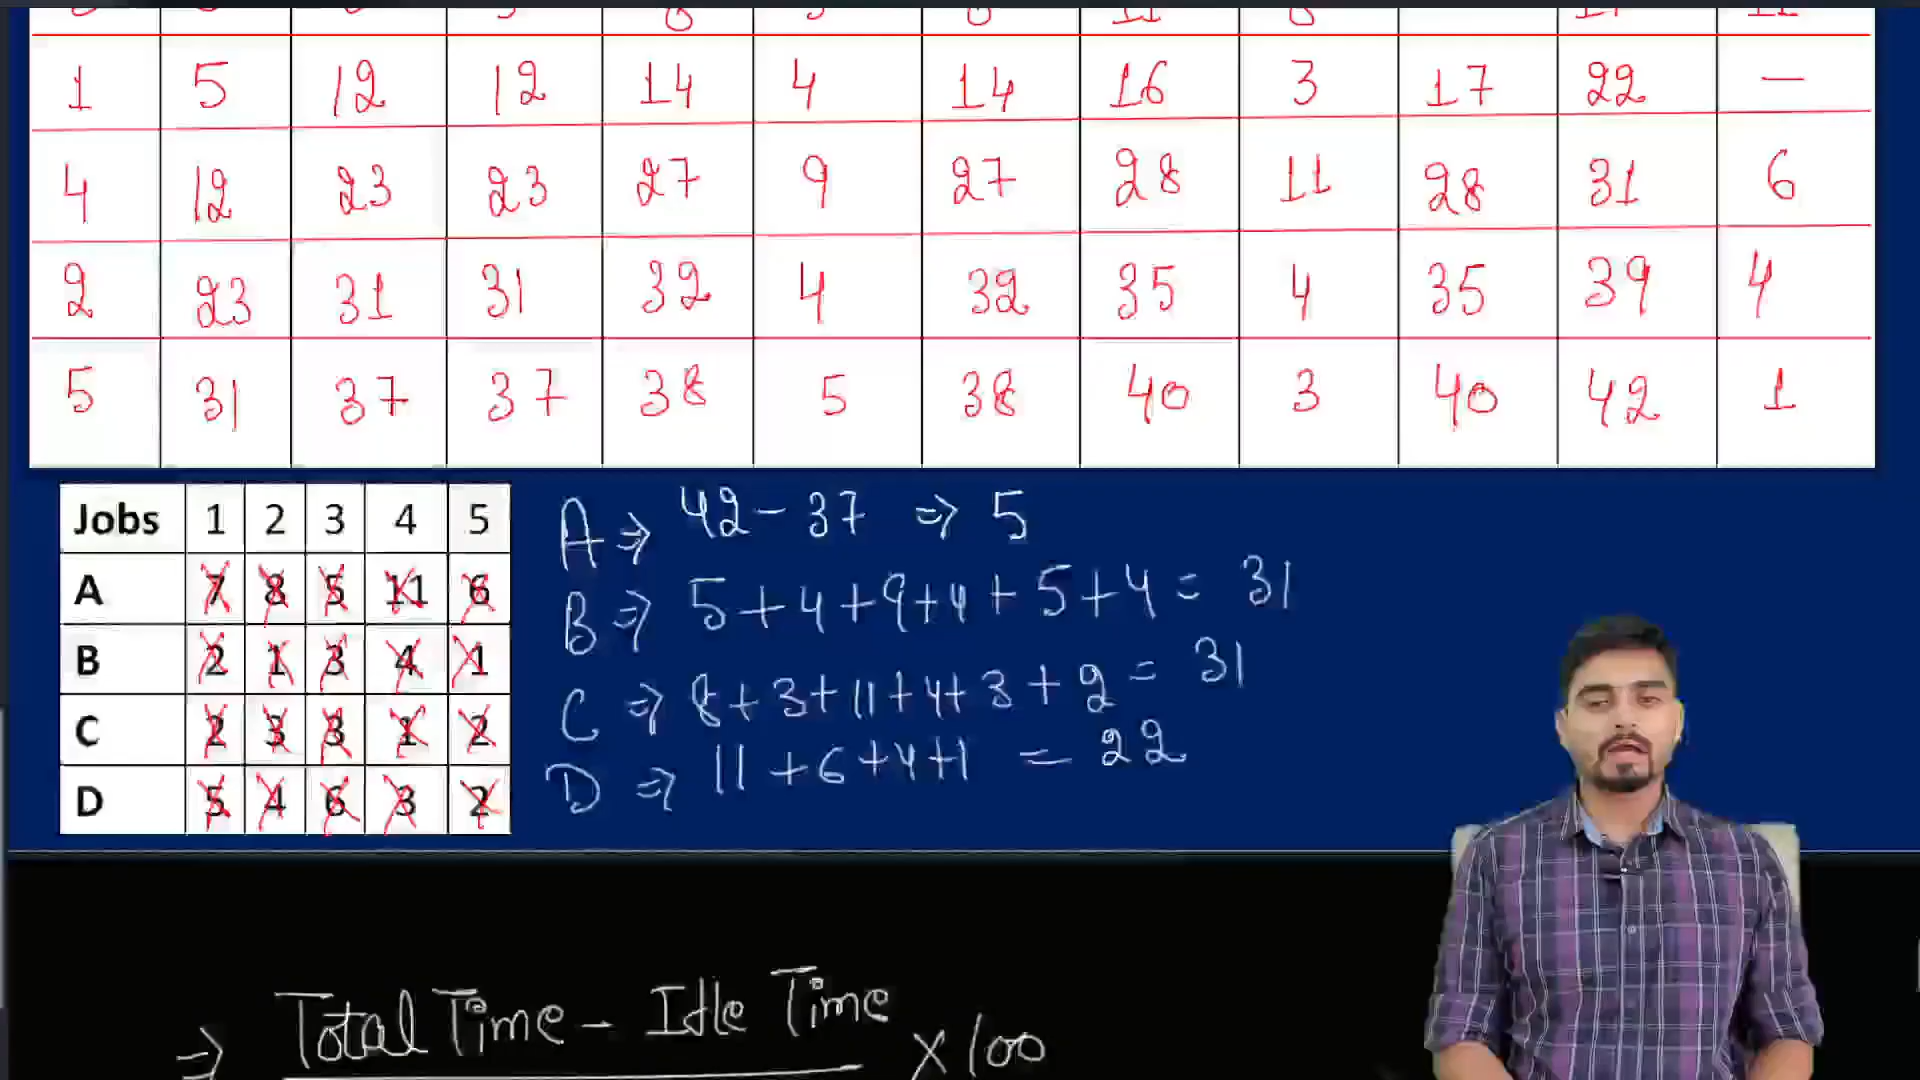 1 5 12 12 14 4 14 16 3 17 22 —
4 12 23 23 27 9 27 28 11 28 31 6
2 23 31 31 32 4 32 35 4 35 39 4
5 31 37 37 38 5 38 40 3 40 42 1
Jobs 1 2 3 4 5
A 7 8 5 11 6
B 2 1 3 4 1
C 2 3 3 1 2
D 5 4 6 3 2
A ⇒ 42 - 37 ⇒ 5
B ⇒ 5+4+9+4+5+4 = 31
C ⇒ 8+3+11+4+3+2 = 31
D ⇒ 11+6+4+1 = 22
⇒ Total Time - Idle Time × 100